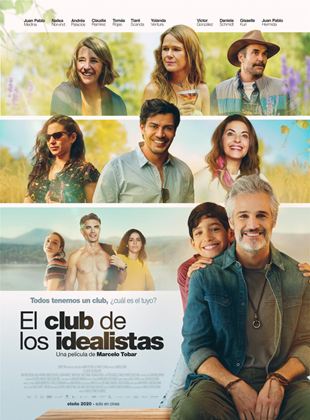 Juan Pablo Medina
Nailea Norvind
Andrés Palacios
Claudia Ramírez
Tomás Rojas
Tiaré Scanda
Yolanda Ventura
Víctor González
Daniela Schmidt
Gisselle Kuri
Juan Pablo Hermida
Todos tenemos un club, ¿cuál es el tuyo?
El club de
los idealistas
Una película de Marcelo Tobar
otoño 2020 - solo en cines